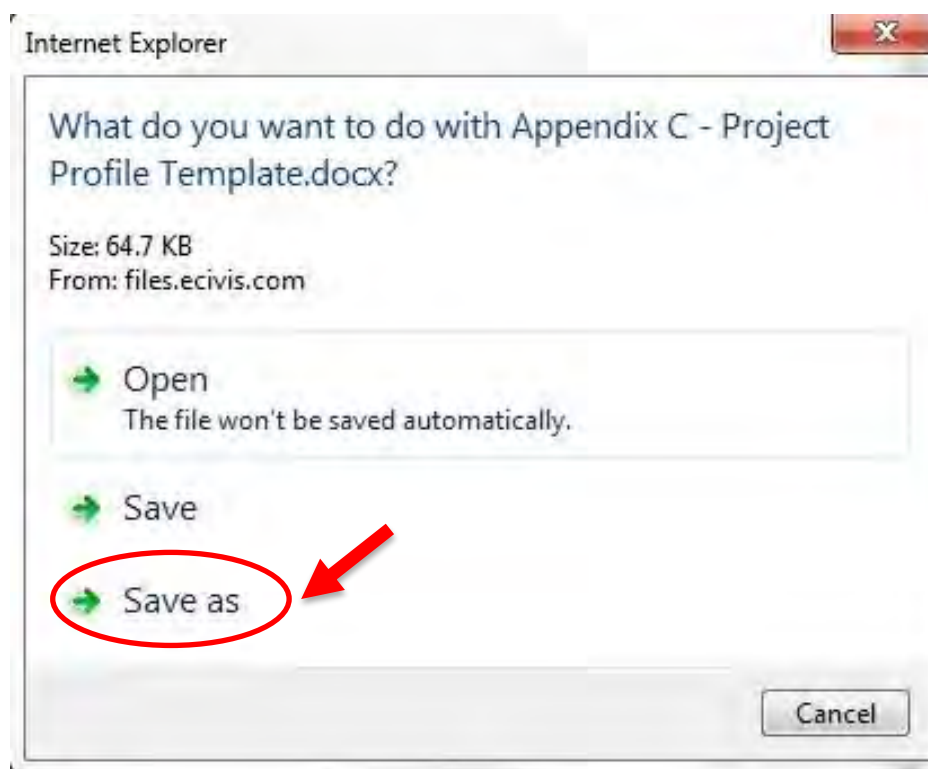 Internet Explorer
What do you want to do with Appendix C - Project
Profile Template.docx?
Size: 64.7 KB
From: files.ecivis.com
Open
The file won't be saved automatically.
Save
Save as
Cancel